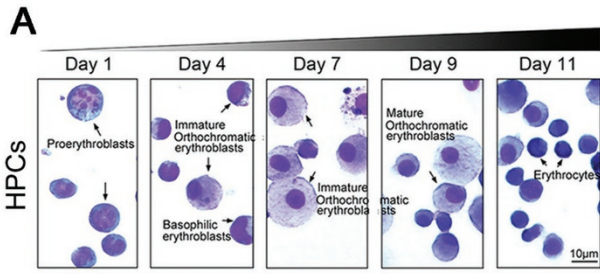 A
Day 1
Day 4
Day 7
Day 9
Day 11
HPCs
Proerythroblasts
Immature
Orthochromatic
erythroblasts
Basophilic
erythroblasts
Immature
Orthochromatic
erythroblasts
Mature
Orthochromatic
erythroblasts
Erythrocytes
10μm